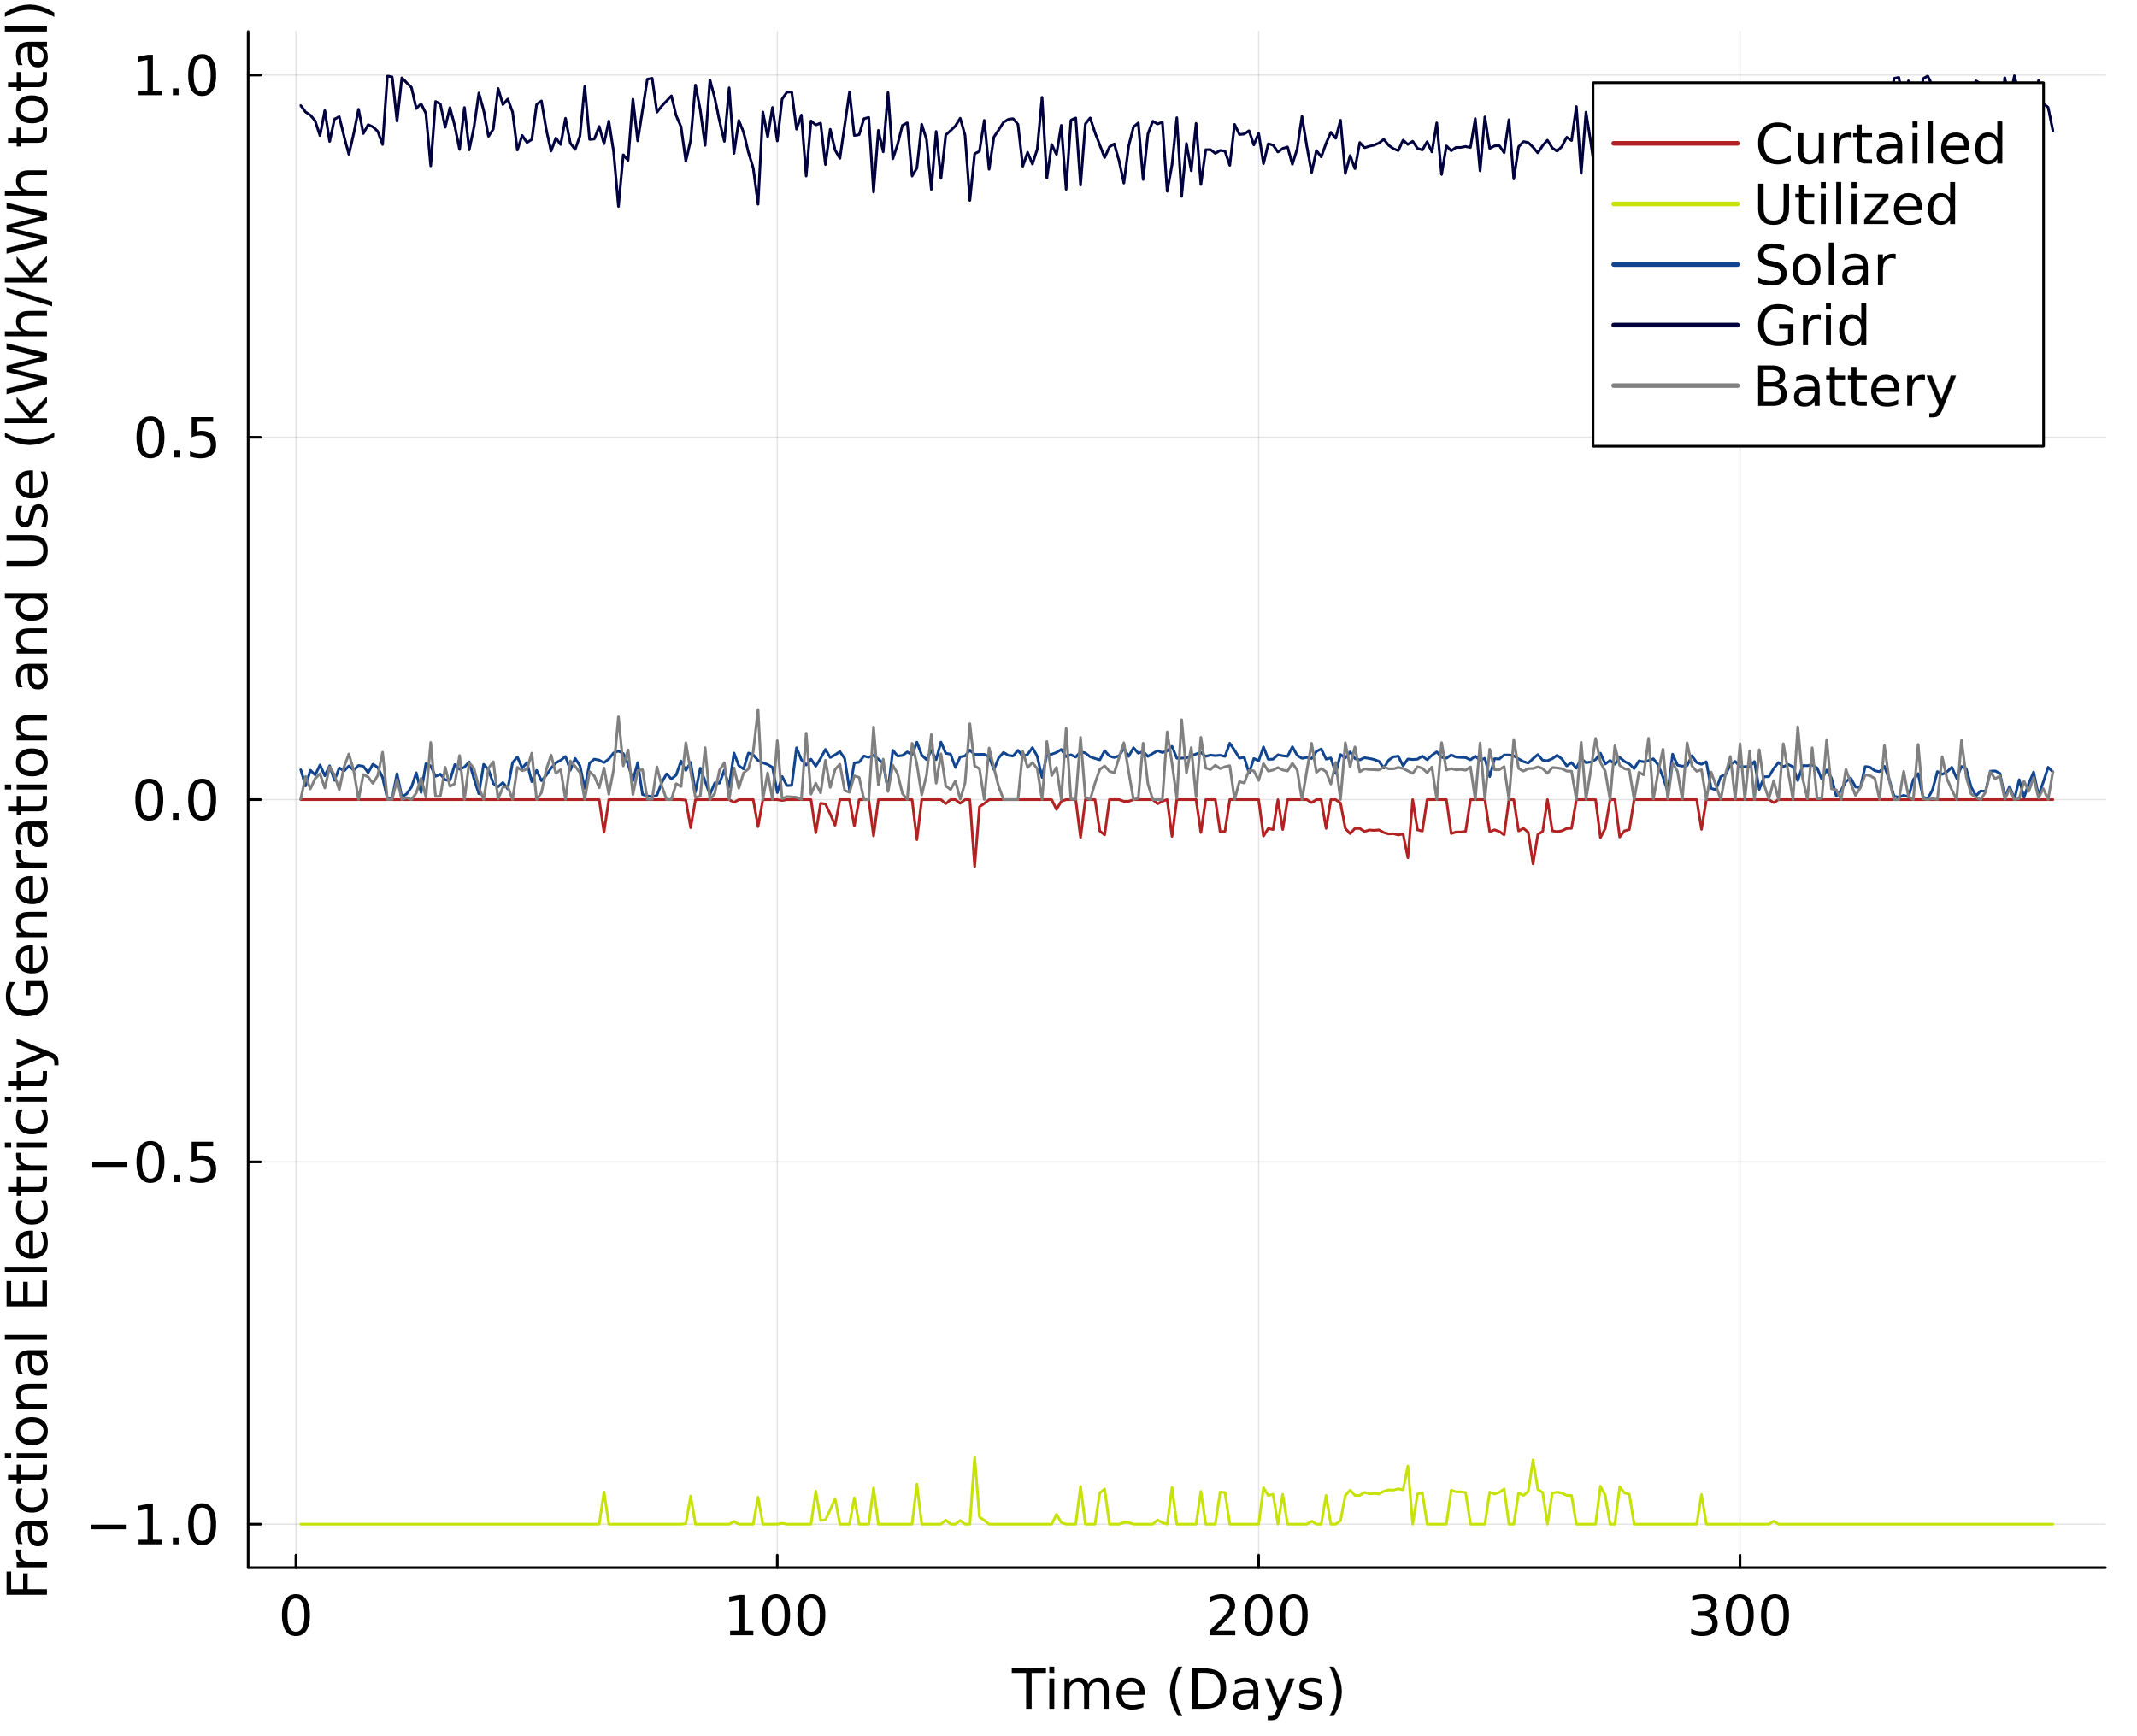 Fractional Electricity Generation and Use (kWh/kWh total)
1.0
0.5
0.0
−0.5
−1.0
Curtailed
Utilized
Solar
Grid
Battery
0 100 200 300
Time (Days)